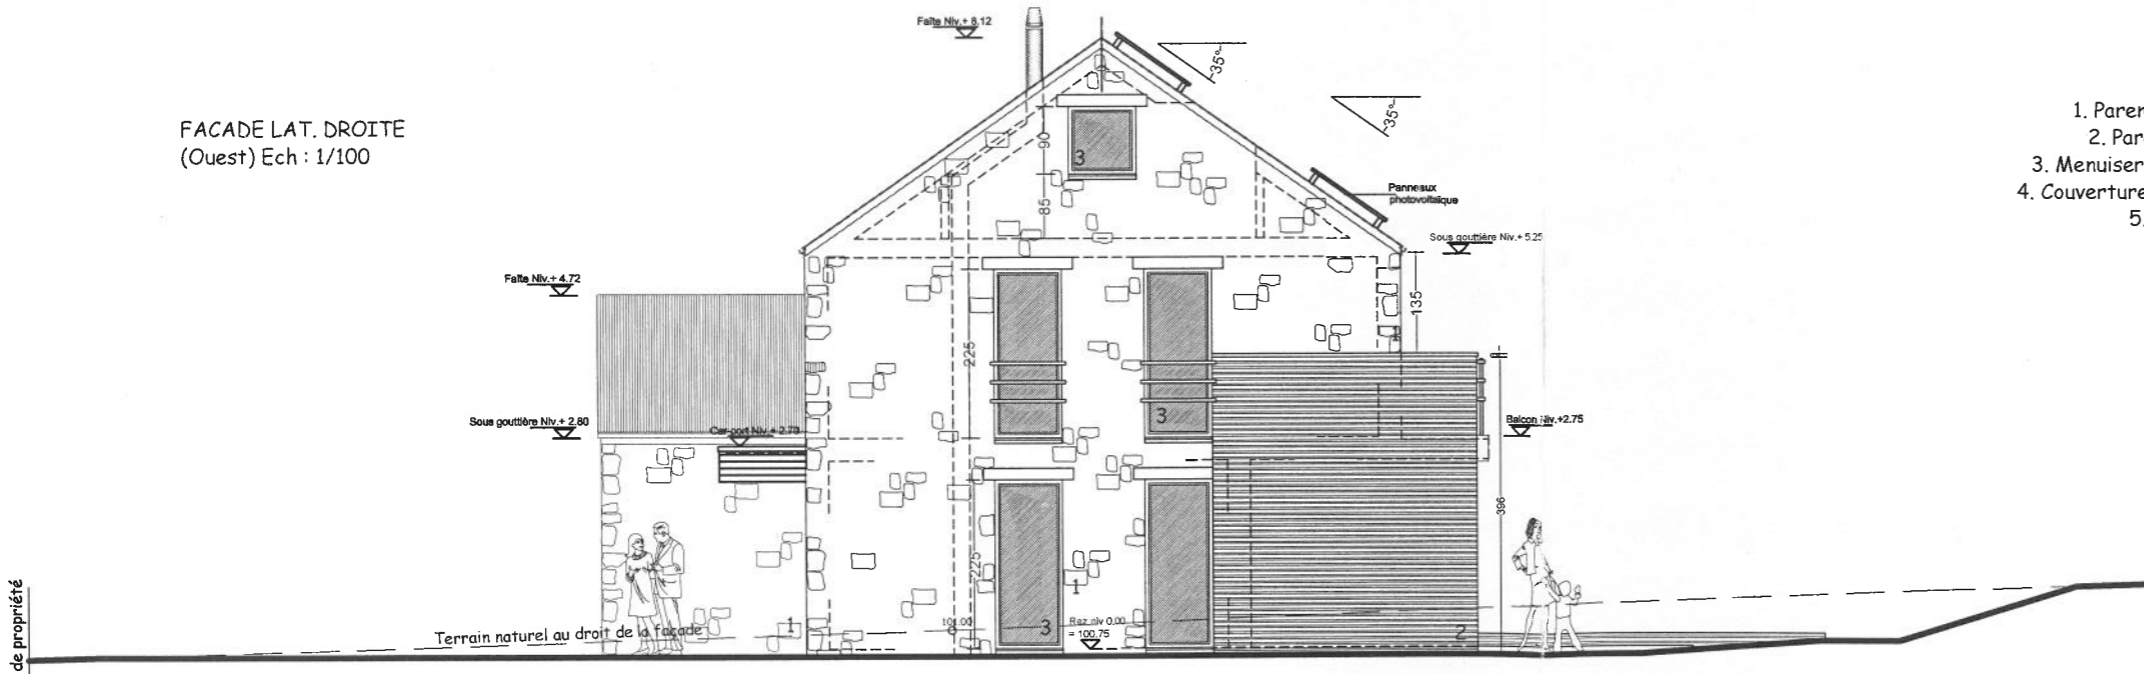 Faîte Niv.+ 8.12
35°
35°
FACADE LAT. DROITE
(Ouest) Ech : 1/100
1. Paren
2. Par
3. Menuiser
4. Couverture
5.
90
3
85
Panneaux
photovoltaïque
Sous gouttière Niv.+ 5.25
Faîte Niv.+ 4.72
135
225
3
Sous gouttière Niv.+ 2.80
Car-port Niv.+ 2.70
Balcon Niv.+2.75
396
225
1
de propriété
Terrain naturel au droit de la façade
1
101.00
3
Rez niv 0.00
= 100.75
2